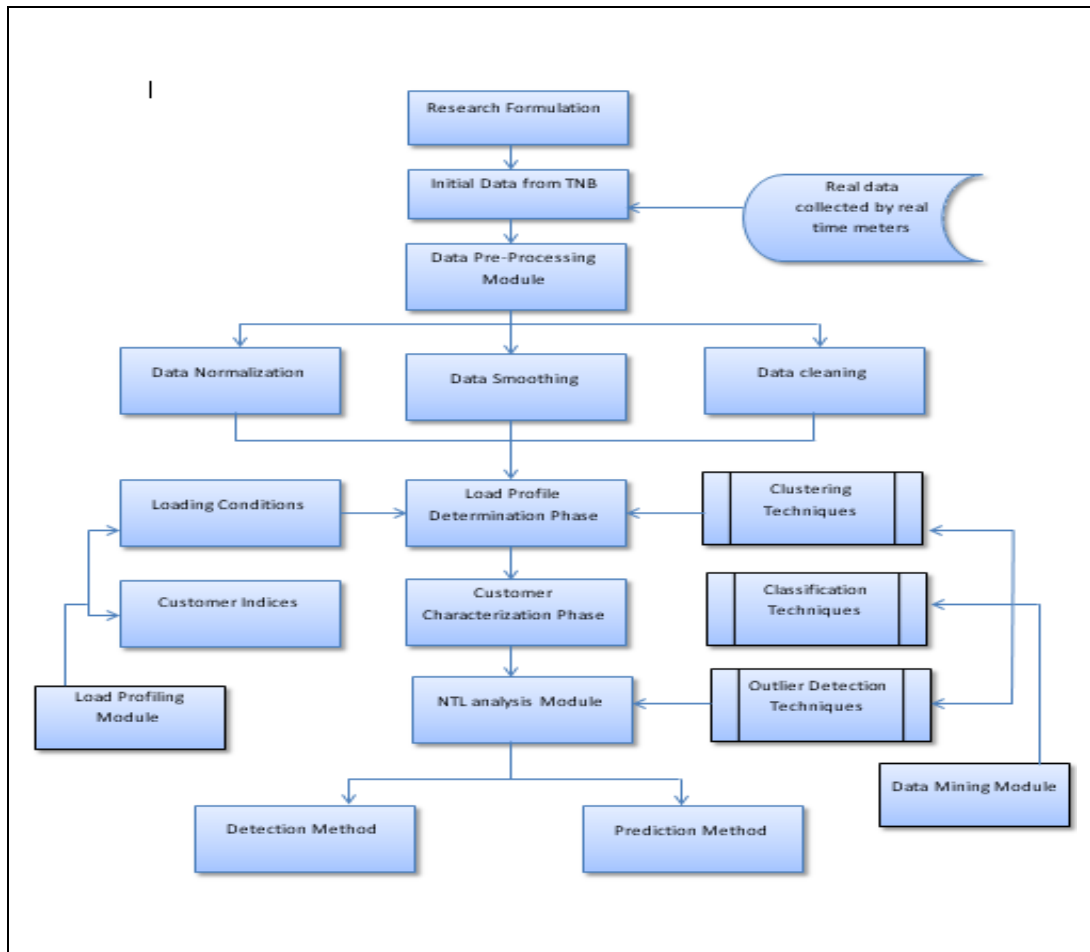 |
Research Formulation
Initial Data from TNB
Real data
collected by real
time meters
Data Pre-Processing
Module
Data Normalization
Data Smoothing
Data cleaning
Loading Conditions
Load Profile
Determination Phase
Clustering
Techniques
Customer Indices
Customer
Characterization Phase
Classification
Techniques
Load Profiling
Module
NTL analysis Module
Outlier Detection
Techniques
Data Mining Module
Detection Method
Prediction Method